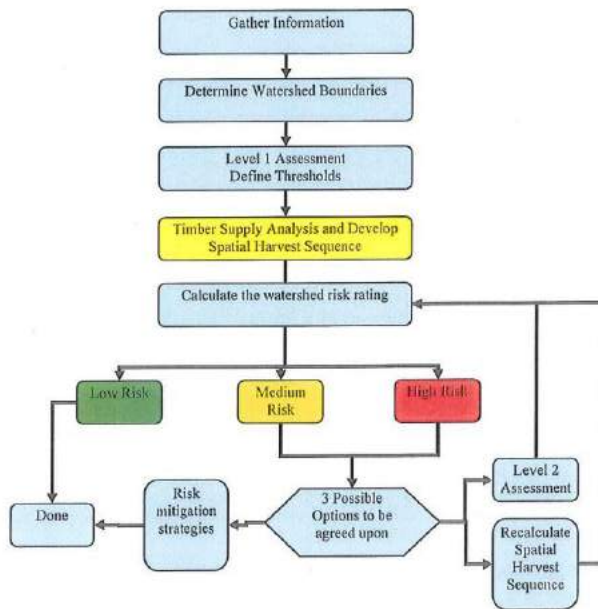 Gather Information
Determine Watershed Boundaries
Level 1 Assessment
Define Thresholds
Timber Supply Analysis and Develop
Spatial Harvest Sequence
Calculate the watershed risk rating
Low Risk
Medium
Risk
High Risk
3 Possible
Options to be
agreed upon
Risk
mitigation
strategies
Done
Level 2
Assessment
Recalculate
Spatial
Harvest
Sequence